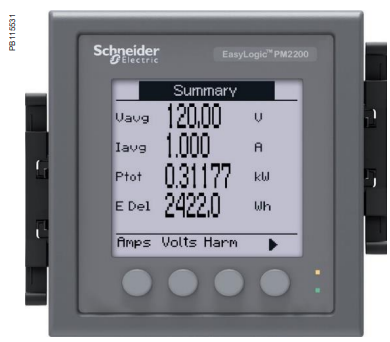 PB115531
Schneider
Electric
EasyLogic™ PM2200
Summary
Vavg 120.00 V
Iavg 1.000 A
Ptot 0.31177 kW
E Del 2422.0 Wh
Amps Volts Harm